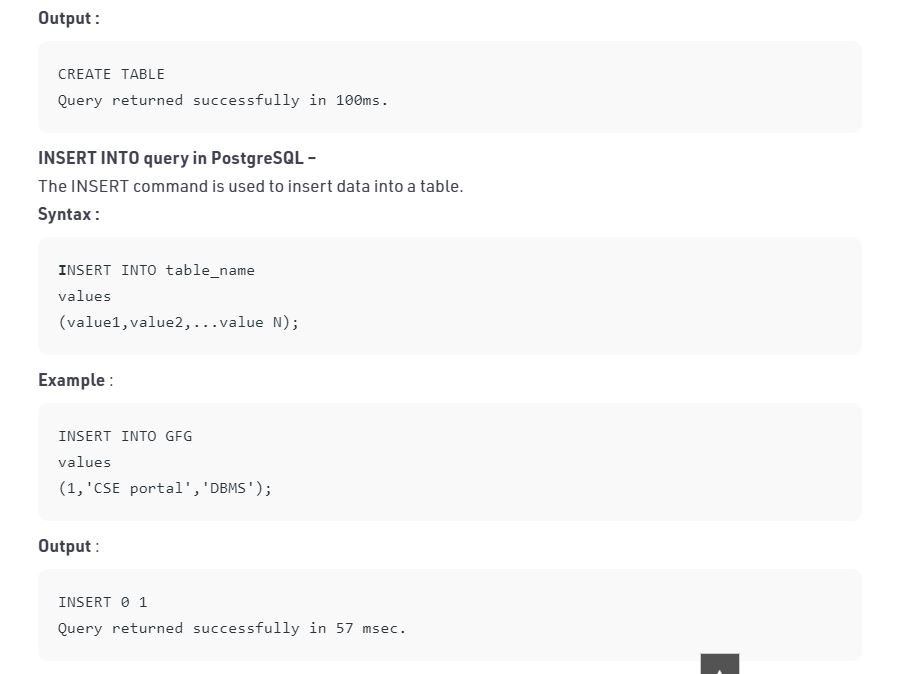 Output :
CREATE TABLE
Query returned successfully in 100ms.
INSERT INTO query in PostgreSQL –
The INSERT command is used to insert data into a table.
Syntax :
INSERT INTO table_name
values
(value1,value2,...value N);
Example :
INSERT INTO GFG
values
(1,'CSE portal','DBMS');
Output :
INSERT 0 1
Query returned successfully in 57 msec.